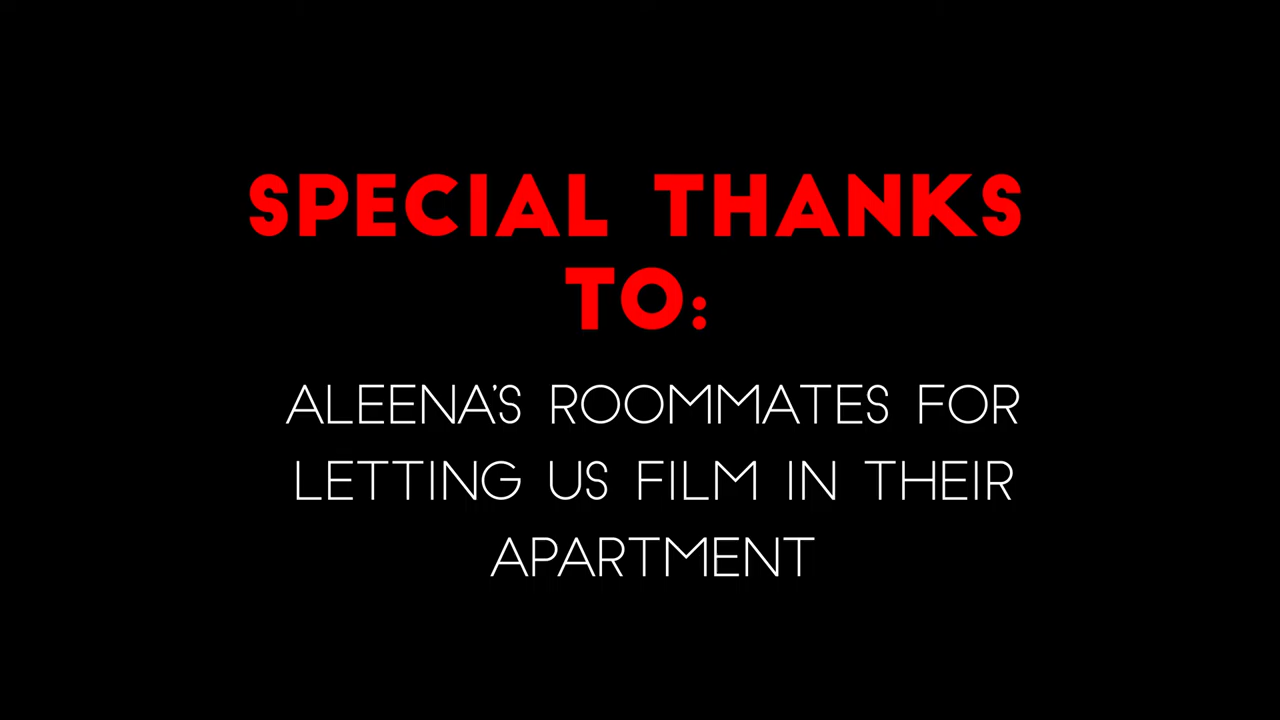 SPECIAL THANKS
TO:
ALEENA'S ROOMMATES FOR
LETTING US FILM IN THEIR
APARTMENT